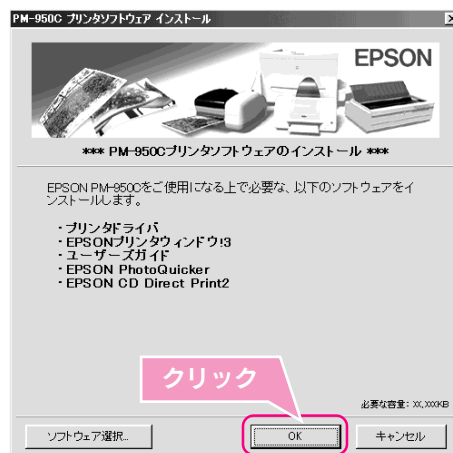 PM-950C プリンタソフトウェア インストール
EPSON
*** PM-950Cプリンタソフトウェアのインストール ***
EPSON PM-950Cをご使用になる上で必要な、以下のソフトウェアをイ
ンストールします。
・プリンタドライバ
・EPSONプリンタウィンドウ!3
・ユーザーズガイド
・EPSON PhotoQuicker
・EPSON CD Direct Print2
クリック
必要な容量: XX,XXXKB
ソフトウェア選択...
OK
キャンセル